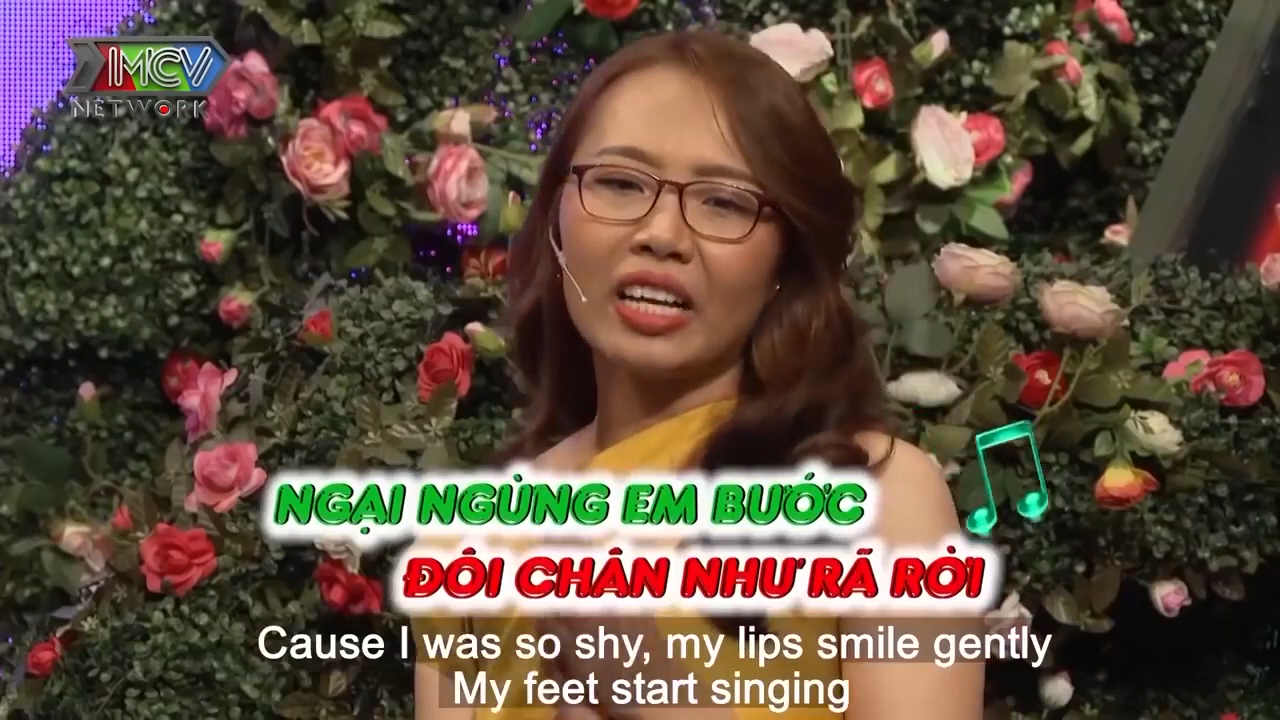 MCV
NETWORK
NGẠI NGÙNG EM BƯỚC
ĐÔI CHÂN NHƯ RÃ RỜI
Cause I was so shy, my lips smile gently
My feet start singing